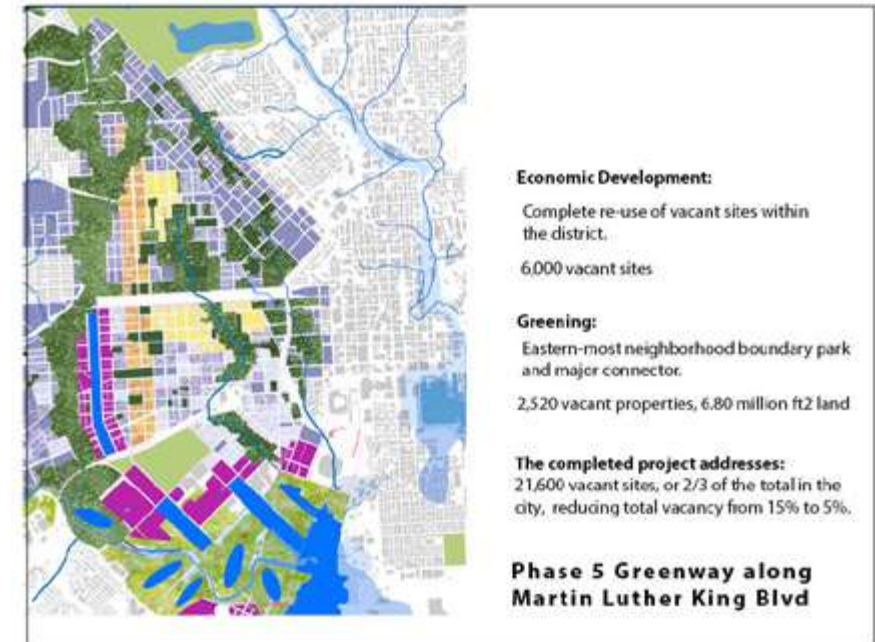 Economic Development:
Complete re-use of vacant sites within
the district.
6,000 vacant sites
Greening:
Eastern-most neighborhood boundary park
and major connector.
2,520 vacant properties, 6.80 million ft2 land
The completed project addresses:
21,600 vacant sites, or 2/3 of the total in the
city, reducing total vacancy from 15% to 5%.
Phase 5 Greenway along
Martin Luther King Blvd